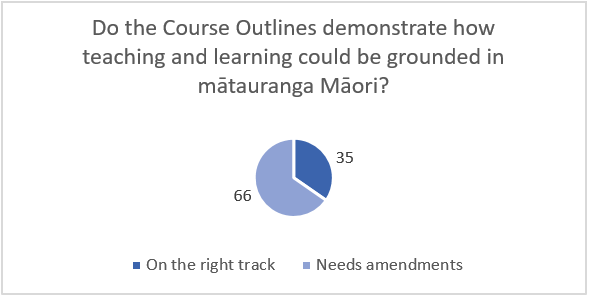 Do the Course Outlines demonstrate how
teaching and learning could be grounded in
mātauranga Māori?
35
66
On the right track
Needs amendments